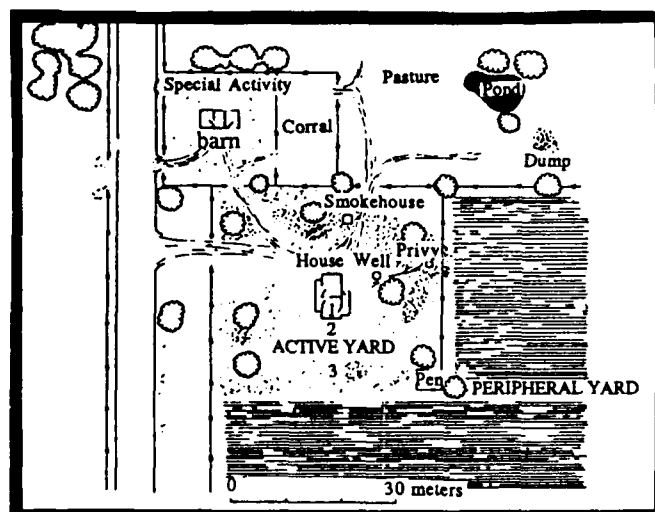 Pasture
Special Activity
Pond
barn
Corral
Dump
Smokehouse
Privy
House Well
2
ACTIVE YARD
3
Pen
PERIPHERAL YARD
0
30 meters